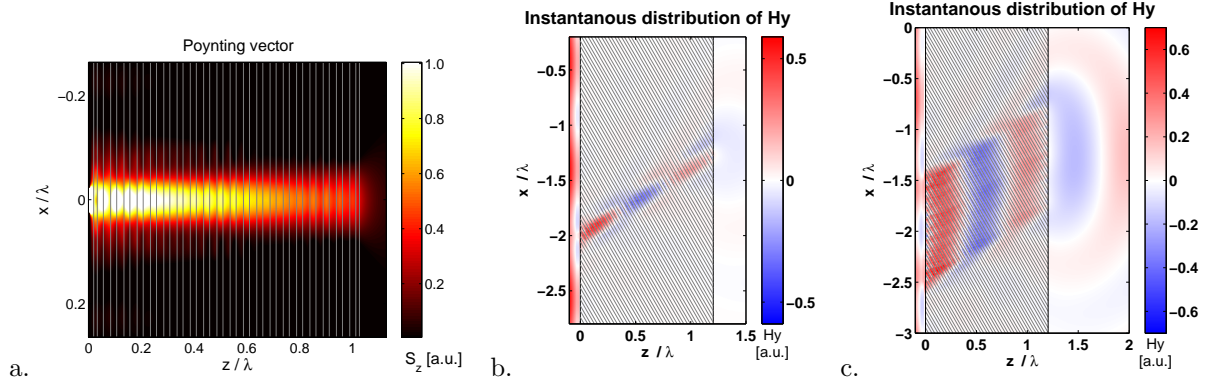 Poynting vector
x / λ
−0.2
0
0.2
0
0.2
0.4
0.6
0.8
1
z / λ
1.0
0.8
0.6
0.4
0.2
S_z [a.u.]
a.
Instantanous distribution of Hy
x / λ
−0.5
−1
−1.5
−2
−2.5
0
0.5
1
1.5
z / λ
0.5
0
−0.5
Hy
[a.u.]
b.
Instantanous distribution of Hy
x / λ
0
−0.5
−1
−1.5
−2
−2.5
−3
0
0.5
1
1.5
2
z / λ
0.6
0.4
0.2
0
−0.2
−0.4
−0.6
Hy
[a.u.]
c.